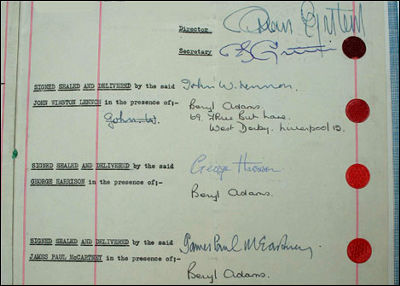 Director Brian Epstein
Secretary
SIGNED SEALED AND DELIVERED by the said John W. Lennon.
JOHN WINSTON LENNON in the presence of:- Beryl Adams.
John. W. 69, Three Butt Lane,
West Derby, Liverpool 12.
SIGNED SEALED AND DELIVERED by the said George Harrison
GEORGE HARRISON in the presence of:- Beryl Adams.
SIGNED SEALED AND DELIVERED by the said James Paul McCartney.
JAMES PAUL McCARTNEY in the presence of:- Beryl Adams.